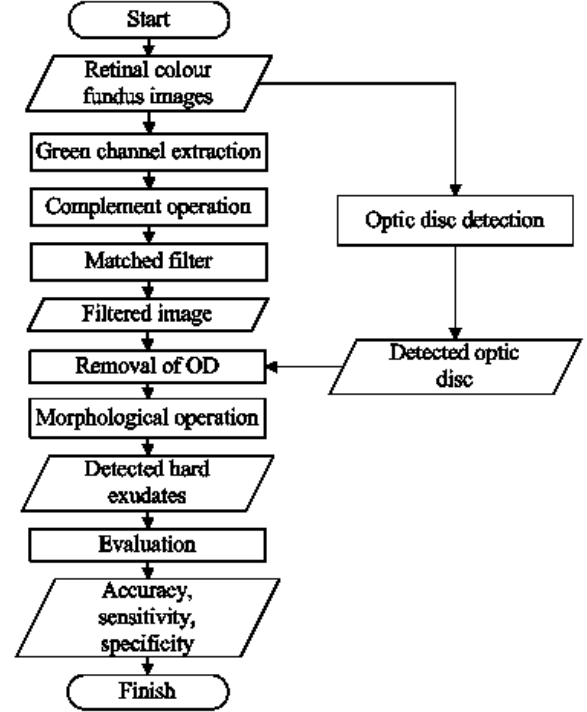 Start
Retinal colour
fundus images
Green channel extraction
Complement operation
Matched filter
Filtered image
Removal of OD
Morphological operation
Detected hard
exudates
Evaluation
Accuracy,
sensitivity,
specificity
Finish
Optic disc detection
Detected optic
disc